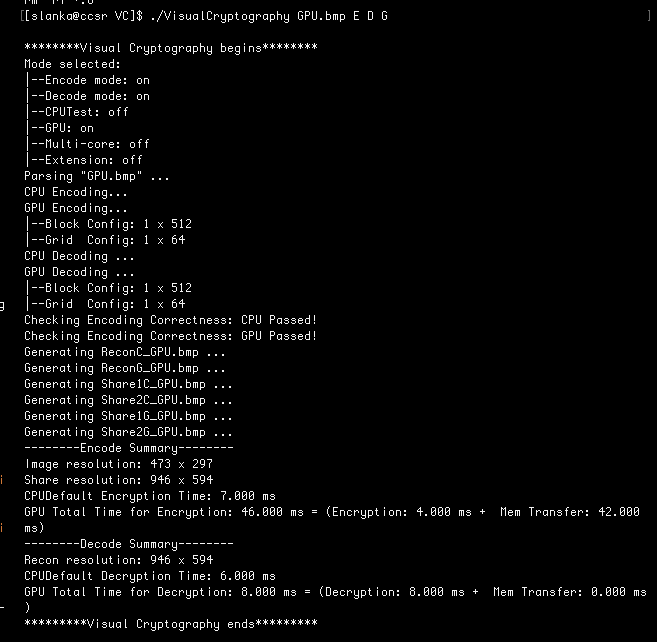 [[slanka@ccsr VC]$ ./VisualCryptography GPU.bmp E D G ]
********Visual Cryptography begins********
Mode selected:
|--Encode mode: on
|--Decode mode: on
|--CPUTest: off
|--GPU: on
|--Multi-core: off
|--Extension: off
Parsing "GPU.bmp" ...
CPU Encoding...
GPU Encoding...
|--Block Config: 1 x 512
|--Grid  Config: 1 x 64
CPU Decoding ...
GPU Decoding ...
|--Block Config: 1 x 512
|--Grid  Config: 1 x 64
Checking Encoding Correctness: CPU Passed!
Checking Encoding Correctness: GPU Passed!
Generating ReconC_GPU.bmp ...
Generating ReconG_GPU.bmp ...
Generating Share1C_GPU.bmp ...
Generating Share2C_GPU.bmp ...
Generating Share1G_GPU.bmp ...
Generating Share2G_GPU.bmp ...
--------Encode Summary--------
Image resolution: 473 x 297
Share resolution: 946 x 594
CPUDefault Encryption Time: 7.000 ms
GPU Total Time for Encryption: 46.000 ms = (Encryption: 4.000 ms +  Mem Transfer: 42.000
ms)
--------Decode Summary--------
Recon resolution: 946 x 594
CPUDefault Decryption Time: 6.000 ms
GPU Total Time for Decryption: 8.000 ms = (Decryption: 8.000 ms +  Mem Transfer: 0.000 ms
)
*********Visual Cryptography ends*********